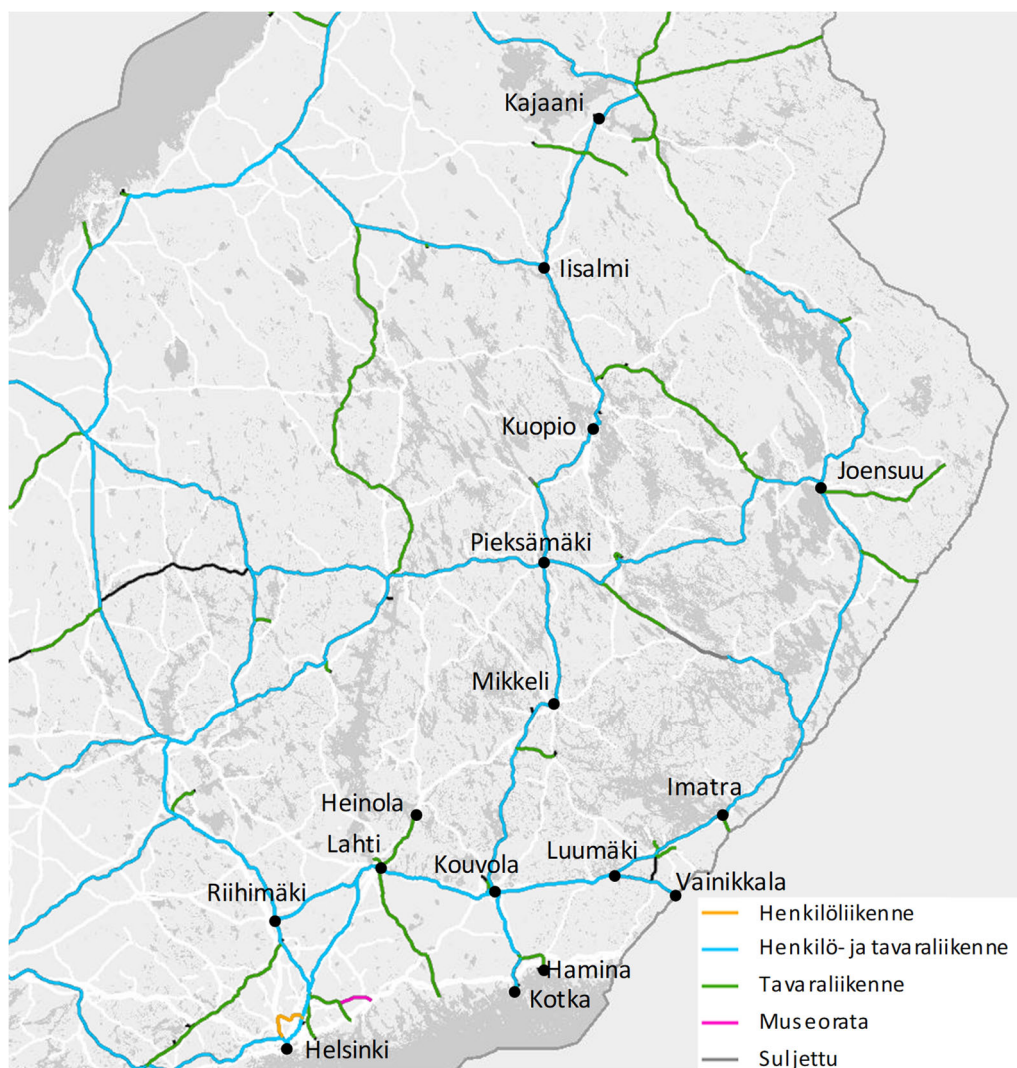 Kajaani
Iisalmi
Kuopio
Joensuu
Pieksämäki
Mikkeli
Imatra
Heinola
Lahti
Luumäki
Kouvola
Vainikkala
Riihimäki
Henkilöliikenne
Henkilö- ja tavaraliikenne
Hamina
Tavaraliikenne
Kotka
Museorata
Helsinki
Suljettu